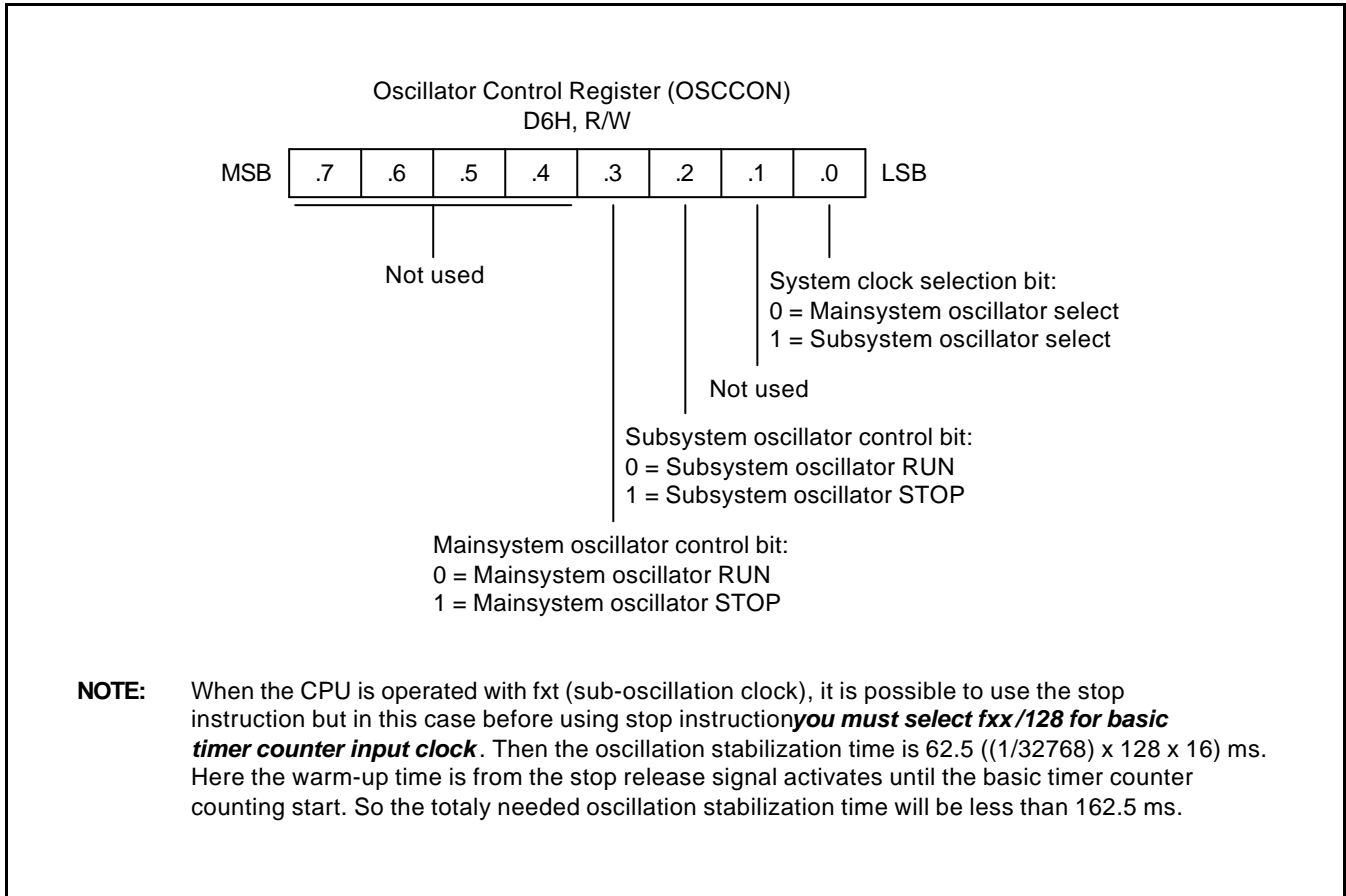 Oscillator Control Register (OSCCON)
D6H, R/W
MSB .7 .6 .5 .4 .3 .2 .1 .0 LSB
Not used
System clock selection bit:
0 = Mainsystem oscillator select
1 = Subsystem oscillator select
Not used
Subsystem oscillator control bit:
0 = Subsystem oscillator RUN
1 = Subsystem oscillator STOP
Mainsystem oscillator control bit:
0 = Mainsystem oscillator RUN
1 = Mainsystem oscillator STOP
NOTE: When the CPU is operated with fxt (sub-oscillation clock), it is possible to use the stop
instruction but in this case before using stop instructionyou must select fxx/128 for basic
timer counter input clock. Then the oscillation stabilization time is 62.5 ((1/32768) x 128 x 16) ms.
Here the warm-up time is from the stop release signal activates until the basic timer counter
counting start. So the totaly needed oscillation stabilization time will be less than 162.5 ms.